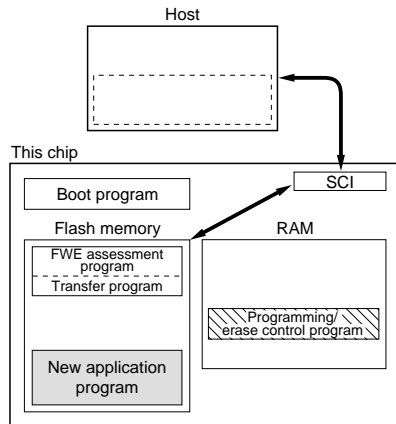 Host
This chip
SCI
Boot program
Flash memory
RAM
FWE assessment
program
Transfer program
Programming/
erase control program
New application
program